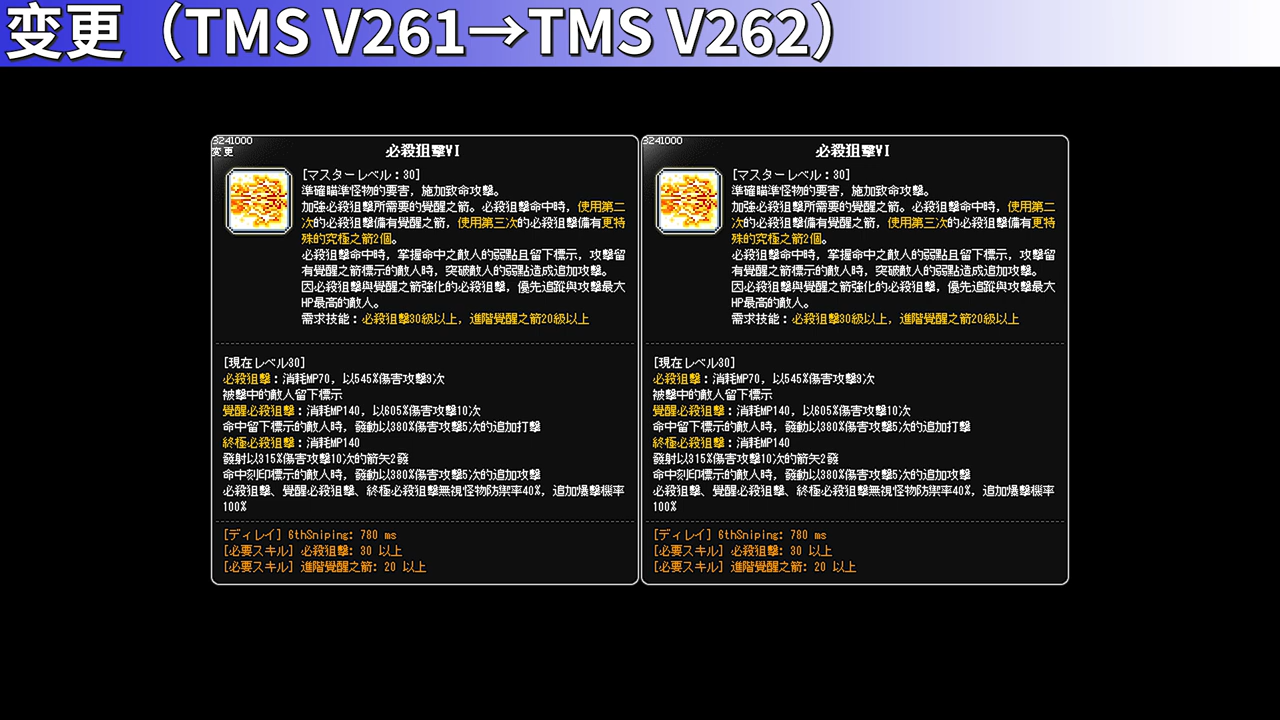 変更（TMS V261→TMS V262）
3241000
変更
必殺狙擊VI
[マスターレベル：30]
準確瞄準怪物的要害，施加致命攻擊。
加強必殺狙擊所需要的覺醒之箭。必殺狙擊命中時，使用第二
次的必殺狙擊備有覺醒之箭，使用第三次的必殺狙擊備有更特
殊的究極之箭2個。
必殺狙擊命中時，掌握命中之敵人的弱點且留下標示，攻擊留
有覺醒之箭標示的敵人時，突破敵人的弱點造成追加攻擊。
因必殺狙擊與覺醒之箭強化的必殺狙擊，優先追蹤與攻擊最大
HP最高的敵人。
需求技能：必殺狙擊30級以上，進階覺醒之箭20級以上
[現在レベル30]
必殺狙擊：消耗MP70，以545%傷害攻擊9次
被擊中的敵人留下標示
覺醒必殺狙擊：消耗MP140，以605%傷害攻擊10次
命中留下標示的敵人時，發動以380%傷害攻擊5次的追加打擊
終極必殺狙擊：消耗MP140
發射以315%傷害攻擊10次的箭矢2發
命中刻印標示的敵人時，發動以380%傷害攻擊5次的追加攻擊
必殺狙擊、覺醒必殺狙擊、終極必殺狙擊無視怪物防禦率40%，追加爆擊機率
100%
[ディレイ] 6thSniping: 780 ms
[必要スキル] 必殺狙擊: 30 以上
[必要スキル] 進階覺醒之箭: 20 以上
3241000
必殺狙擊VI
[マスターレベル：30]
準確瞄準怪物的要害，施加致命攻擊。
加強必殺狙擊所需要的覺醒之箭。必殺狙擊命中時，使用第二
次的必殺狙擊備有覺醒之箭，使用第三次的必殺狙擊備有更特
殊的究極之箭2個。
必殺狙擊命中時，掌握命中之敵人的弱點且留下標示，攻擊留
有覺醒之箭標示的敵人時，突破敵人的弱點造成追加攻擊。
因必殺狙擊與覺醒之箭強化的必殺狙擊，優先追蹤與攻擊最大
HP最高的敵人。
需求技能：必殺狙擊30級以上，進階覺醒之箭20級以上
[現在レベル30]
必殺狙擊：消耗MP70，以545%傷害攻擊9次
被擊中的敵人留下標示
覺醒必殺狙擊：消耗MP140，以605%傷害攻擊10次
命中留下標示的敵人時，發動以380%傷害攻擊5次的追加打擊
終極必殺狙擊：消耗MP140
發射以315%傷害攻擊10次的箭矢2發
命中刻印標示的敵人時，發動以380%傷害攻擊5次的追加攻擊
必殺狙擊、覺醒必殺狙擊、終極必殺狙擊無視怪物防禦率40%，追加爆擊機率
100%
[ディレイ] 6thSniping: 780 ms
[必要スキル] 必殺狙擊: 30 以上
[必要スキル] 進階覺醒之箭: 20 以上